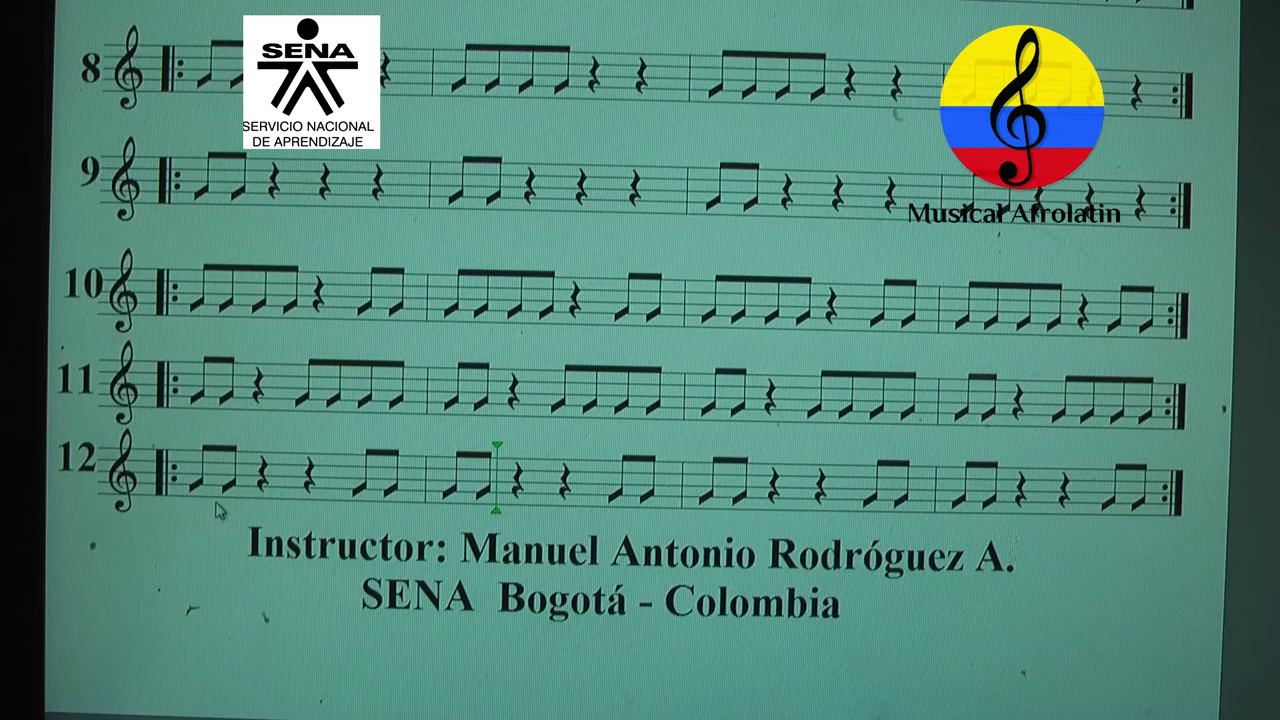 8
SENA
SERVICIO NACIONAL
DE APRENDIZAJE
9
Musical Afrolatin
10
11
12
Instructor: Manuel Antonio Rodróguez A.
SENA Bogotá - Colombia